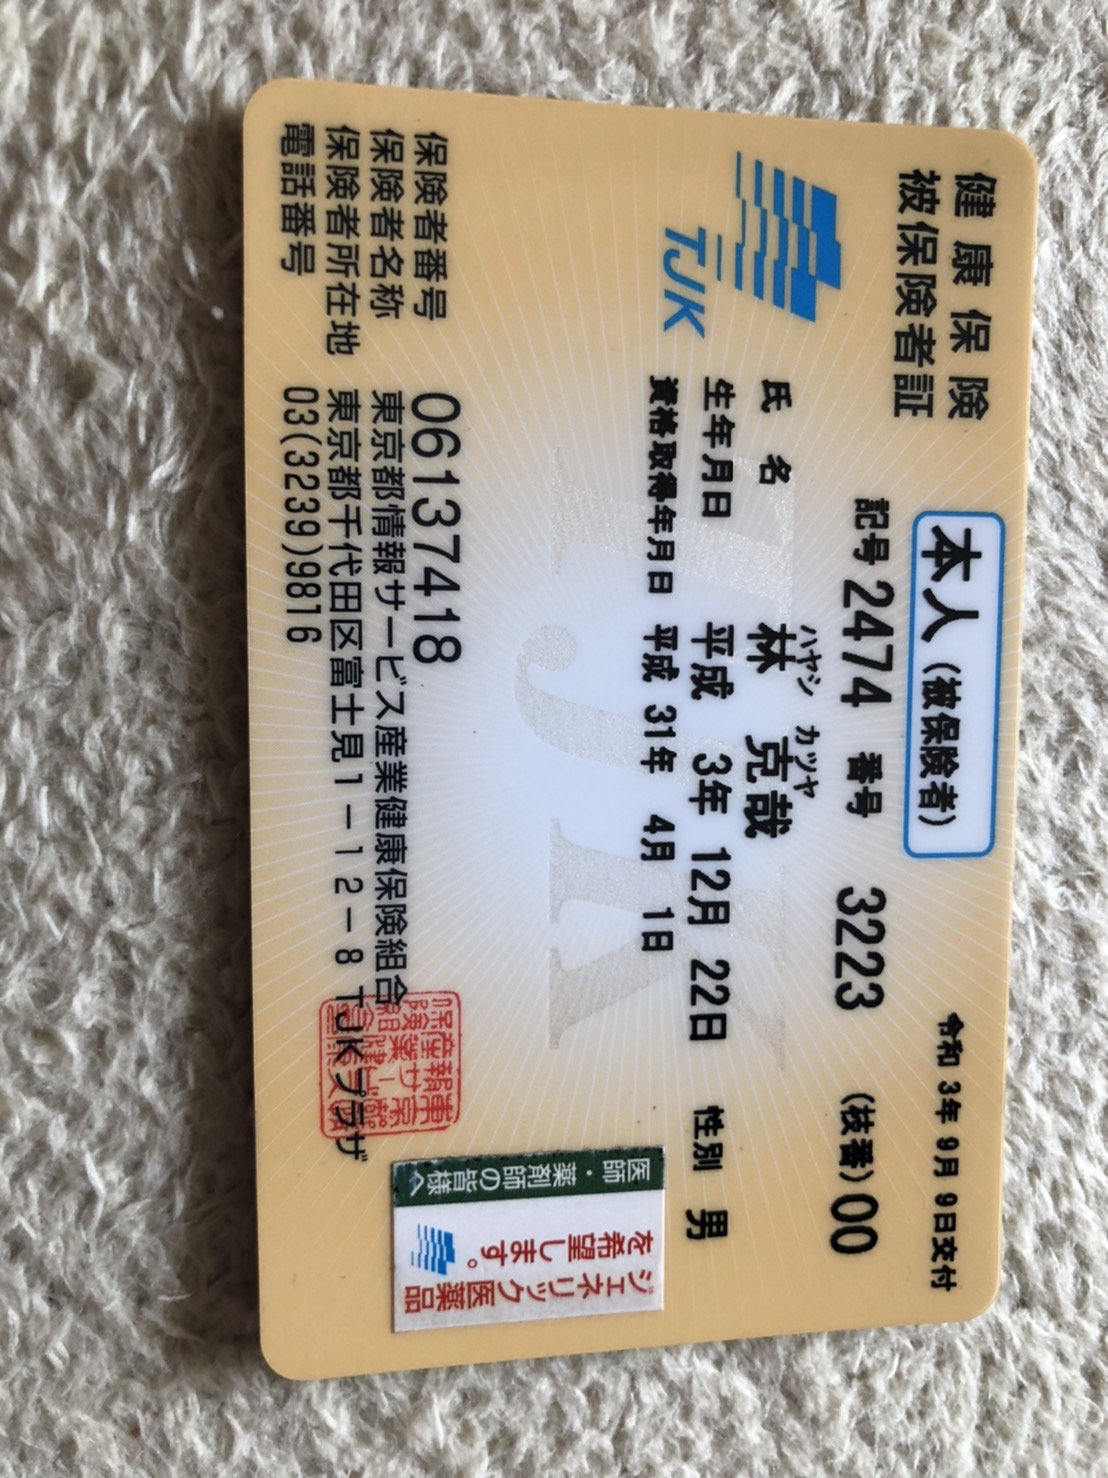 健康保険
被保険者証
本人(被保険者)
令和 3年 9月 9日交付
記号 2474 番号 3223 (枝番)00
TJK
ハヤシ カツヤ
氏名 林 克哉
生年月日 平成 3年 12月 22日 性別 男
資格取得年月日 平成 31年 4月 1日
TJK
保険者番号 06137418
保険者名称 東京都情報サービス産業健康保険組合
保険者所在地 東京都千代田区富士見1-12-8 TJKプラザ
電話番号 03(3239)9816
医師・薬剤師の皆様へ
ジェネリック医薬品
を希望します。